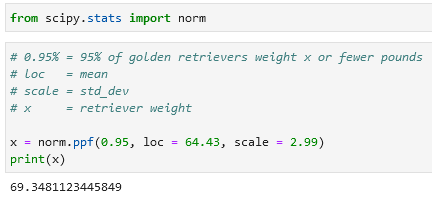 from scipy.stats import norm
# 0.95% = 95% of golden retrievers weight x or fewer pounds
# loc   = mean
# scale = std_dev
# x     = retriever weight
x = norm.ppf(0.95, loc = 64.43, scale = 2.99)
print(x)
69.3481123445849